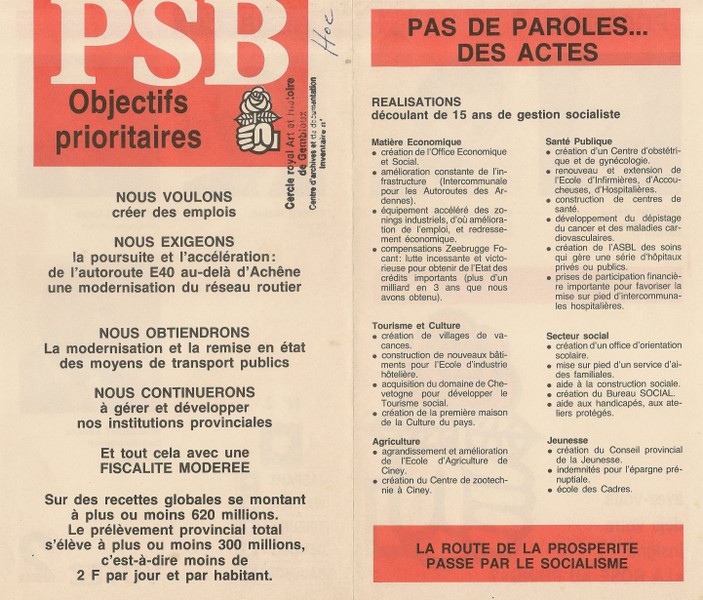 PSB
Objectifs
prioritaires
Hoc
Cercle royal Art et Histoire
de Gembloux
Centre d'archives et de documentation
Inventaire n°
NOUS VOULONS
créer des emplois
NOUS EXIGEONS
la poursuite et l'accélération:
de l'autoroute E40 au-delà d'Achêne
une modernisation du réseau routier
NOUS OBTIENDRONS
La modernisation et la remise en état
des moyens de transport publics
NOUS CONTINUERONS
à gérer et développer
nos institutions provinciales
Et tout cela avec une
FISCALITE MODEREE
Sur des recettes globales se montant
à plus ou moins 620 millions.
Le prélèvement provincial total
s'élève à plus ou moins 300 millions,
c'est-à-dire moins de
2 F par jour et par habitant.
PAS DE PAROLES...
DES ACTES
REALISATIONS
découlant de 15 ans de gestion socialiste
Matière Economique
• création de l'Office Economique
et Social.
• amélioration constante de l'in-
frastructure (Intercommunale
pour les Autoroutes des Ar-
dennes).
• équipement accéléré des zo-
nings industriels, d'où améliora-
tion de l'emploi, et redresse-
ment économique.
• compensations Zeebrugge Fo-
cant: lutte incessante et victo-
rieuse pour obtenir de l'Etat des
crédits importants (plus d'un
milliard en 3 ans que nous
avons obtenu).
Tourisme et Culture
• création de villages de va-
cances.
• construction de nouveaux bâti-
ments pour l'Ecole d'industrie
hôtelière.
• acquisition du domaine de Che-
vetogne pour développer le
Tourisme social.
• création de la première maison
de la Culture du pays.
Agriculture
• agrandissement et amélioration
de l'Ecole d'Agriculture de
Ciney.
• création du Centre de zootech-
nie à Ciney.
Santé Publique
• création d'un Centre d'obstétri-
que et de gynécologie.
• renouveau et extension de
l'Ecole d'Infirmières, d'Accou-
cheuses, d'Hospitalières.
• construction de centres de
santé.
• développement du dépistage
du cancer et des maladies car-
diovasculaires.
• création de l'ASBL des soins
qui gère une série d'hôpitaux
privés ou publics.
• prises de participation financiè-
re importante pour favoriser la
mise sur pied d'intercommuna-
les hospitalières.
Secteur social
• création d'un office d'orientation
scolaire.
• mise sur pied d'un service d'ai-
des familiales.
• aide à la construction sociale.
• création du Bureau SOCIAL.
• aide aux handicapés, aux ate-
liers protégés.
Jeunesse
• création du Conseil provincial
de la Jeunesse.
• indemnités pour l'épargne pré-
nuptiale.
• école des Cadres.
LA ROUTE DE LA PROSPERITE
PASSE PAR LE SOCIALISME